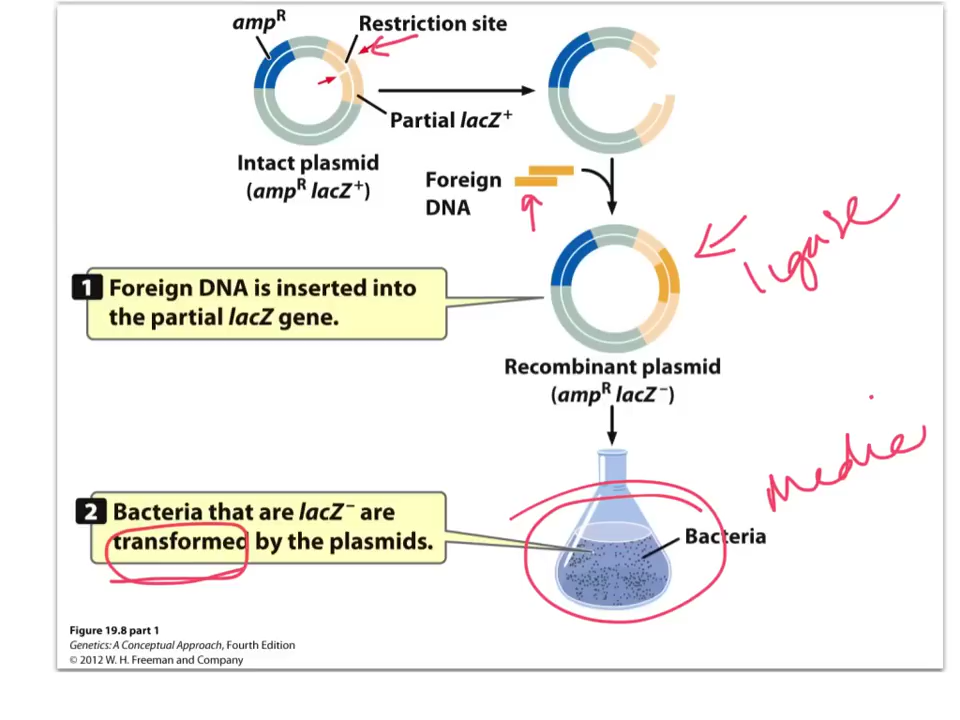 ampR
Restriction site
Partial lacZ+
Intact plasmid
(ampR lacZ+)
Foreign
DNA
ligase
1 Foreign DNA is inserted into
the partial lacZ gene.
Recombinant plasmid
(ampR lacZ–)
Media
2 Bacteria that are lacZ– are
transformed by the plasmids.
Bacteria
Figure 19.8 part 1
Genetics: A Conceptual Approach, Fourth Edition
© 2012 W. H. Freeman and Company